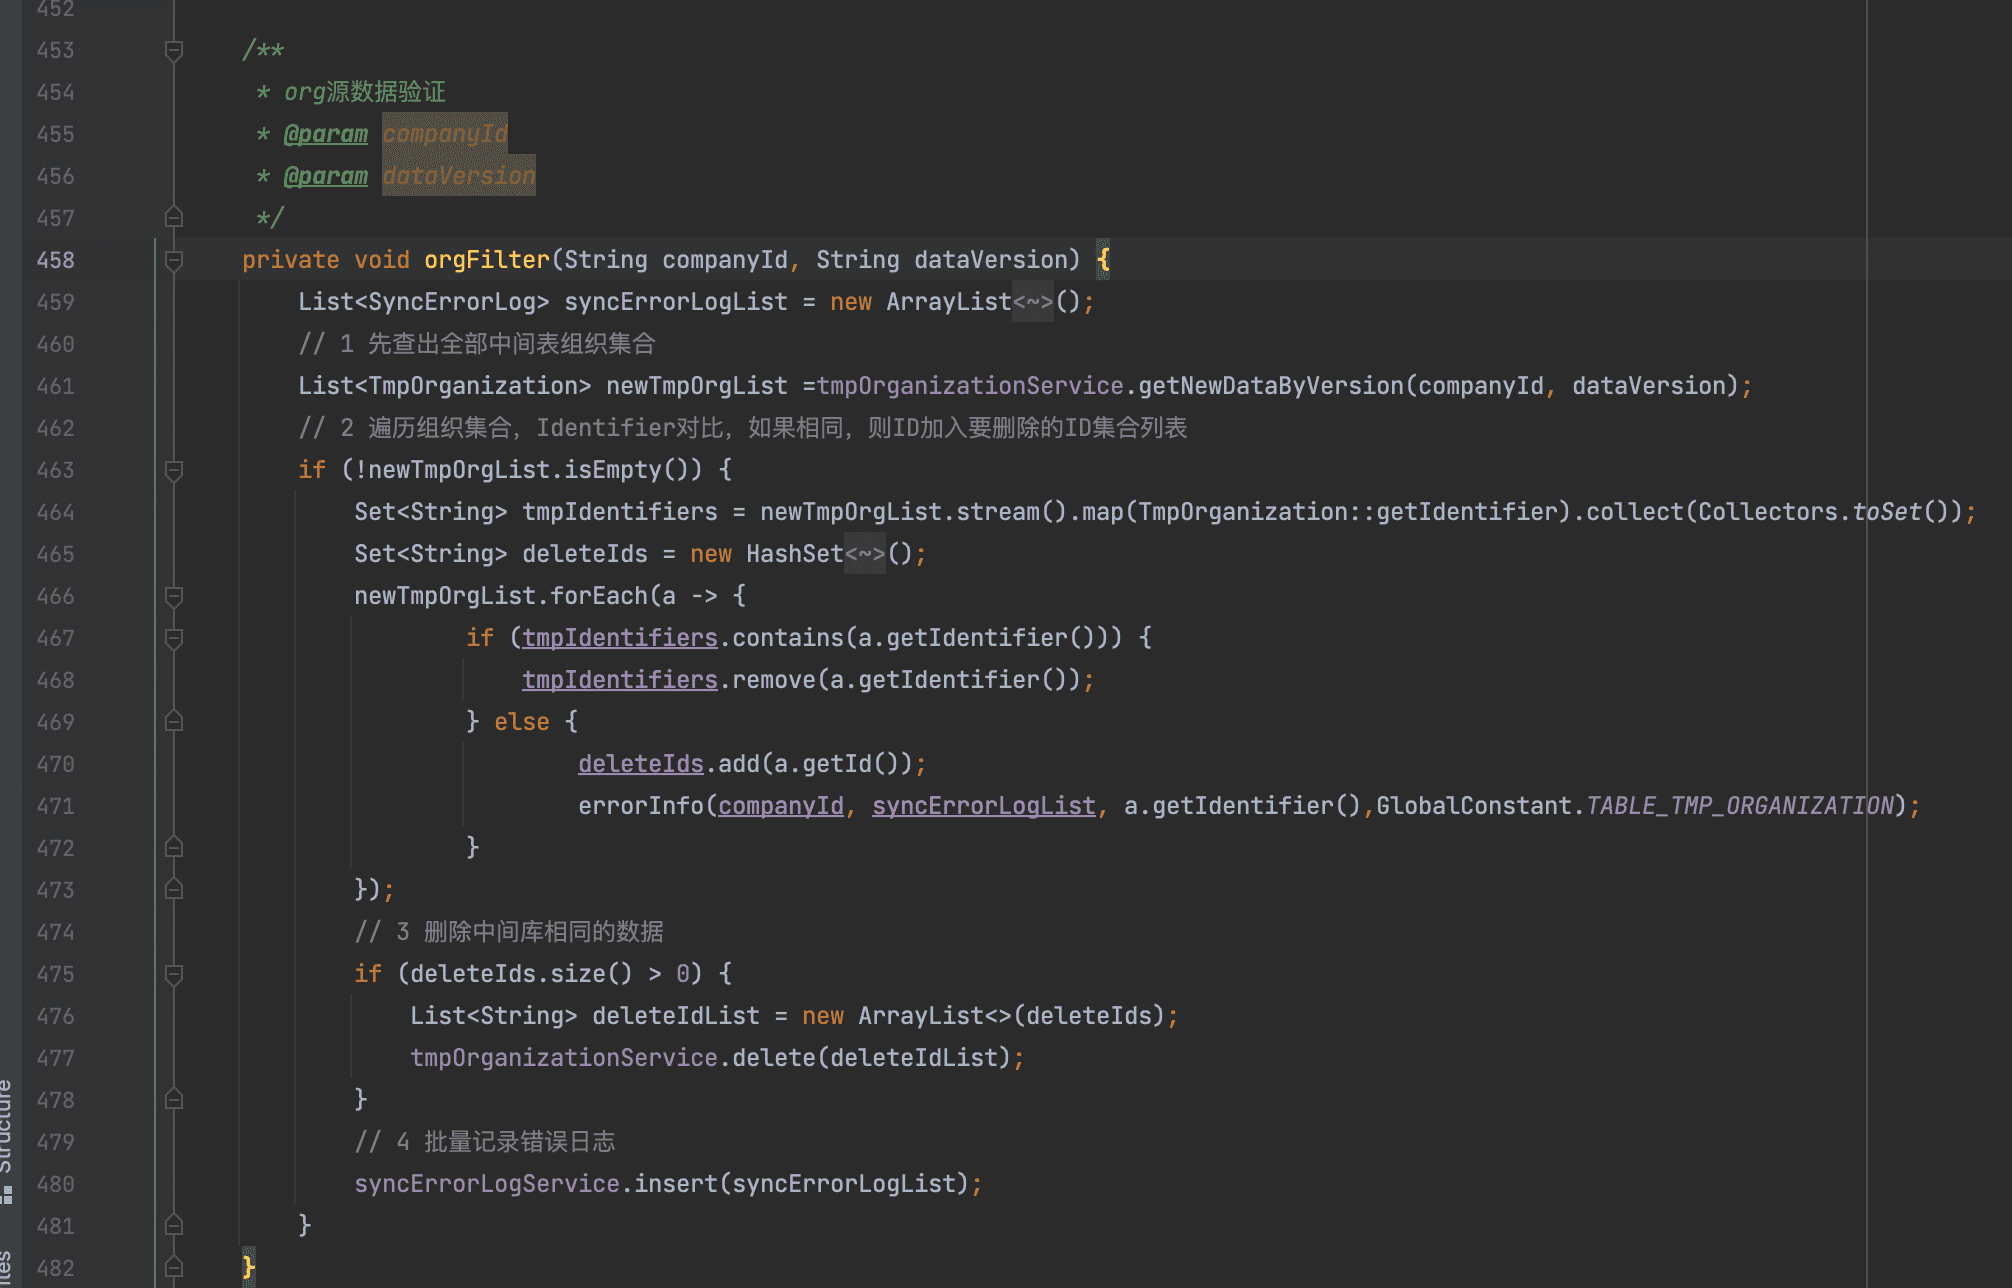 452
453 /**
454 * org源数据验证
455 * @param companyId
456 * @param dataVersion
457 */
458 private void orgFilter(String companyId, String dataVersion) {
459 List<SyncErrorLog> syncErrorLogList = new ArrayList<~>();
460 // 1 先查出全部中间表组织集合
461 List<TmpOrganization> newTmpOrgList =tmpOrganizationService.getNewDataByVersion(companyId, dataVersion);
462 // 2 遍历组织集合，Identifier对比，如果相同，则ID加入要删除的ID集合列表
463 if (!newTmpOrgList.isEmpty()) {
464 Set<String> tmpIdentifiers = newTmpOrgList.stream().map(TmpOrganization::getIdentifier).collect(Collectors.toSet());
465 Set<String> deleteIds = new HashSet<~>();
466 newTmpOrgList.forEach(a -> {
467 if (tmpIdentifiers.contains(a.getIdentifier())) {
468 tmpIdentifiers.remove(a.getIdentifier());
469 } else {
470 deleteIds.add(a.getId());
471 errorInfo(companyId, syncErrorLogList, a.getIdentifier(),GlobalConstant.TABLE_TMP_ORGANIZATION);
472 }
473 });
474 // 3 删除中间库相同的数据
475 if (deleteIds.size() > 0) {
476 List<String> deleteIdList = new ArrayList<>(deleteIds);
477 tmpOrganizationService.delete(deleteIdList);
478 }
479 // 4 批量记录错误日志
480 syncErrorLogService.insert(syncErrorLogList);
481 }
482 }
Structure